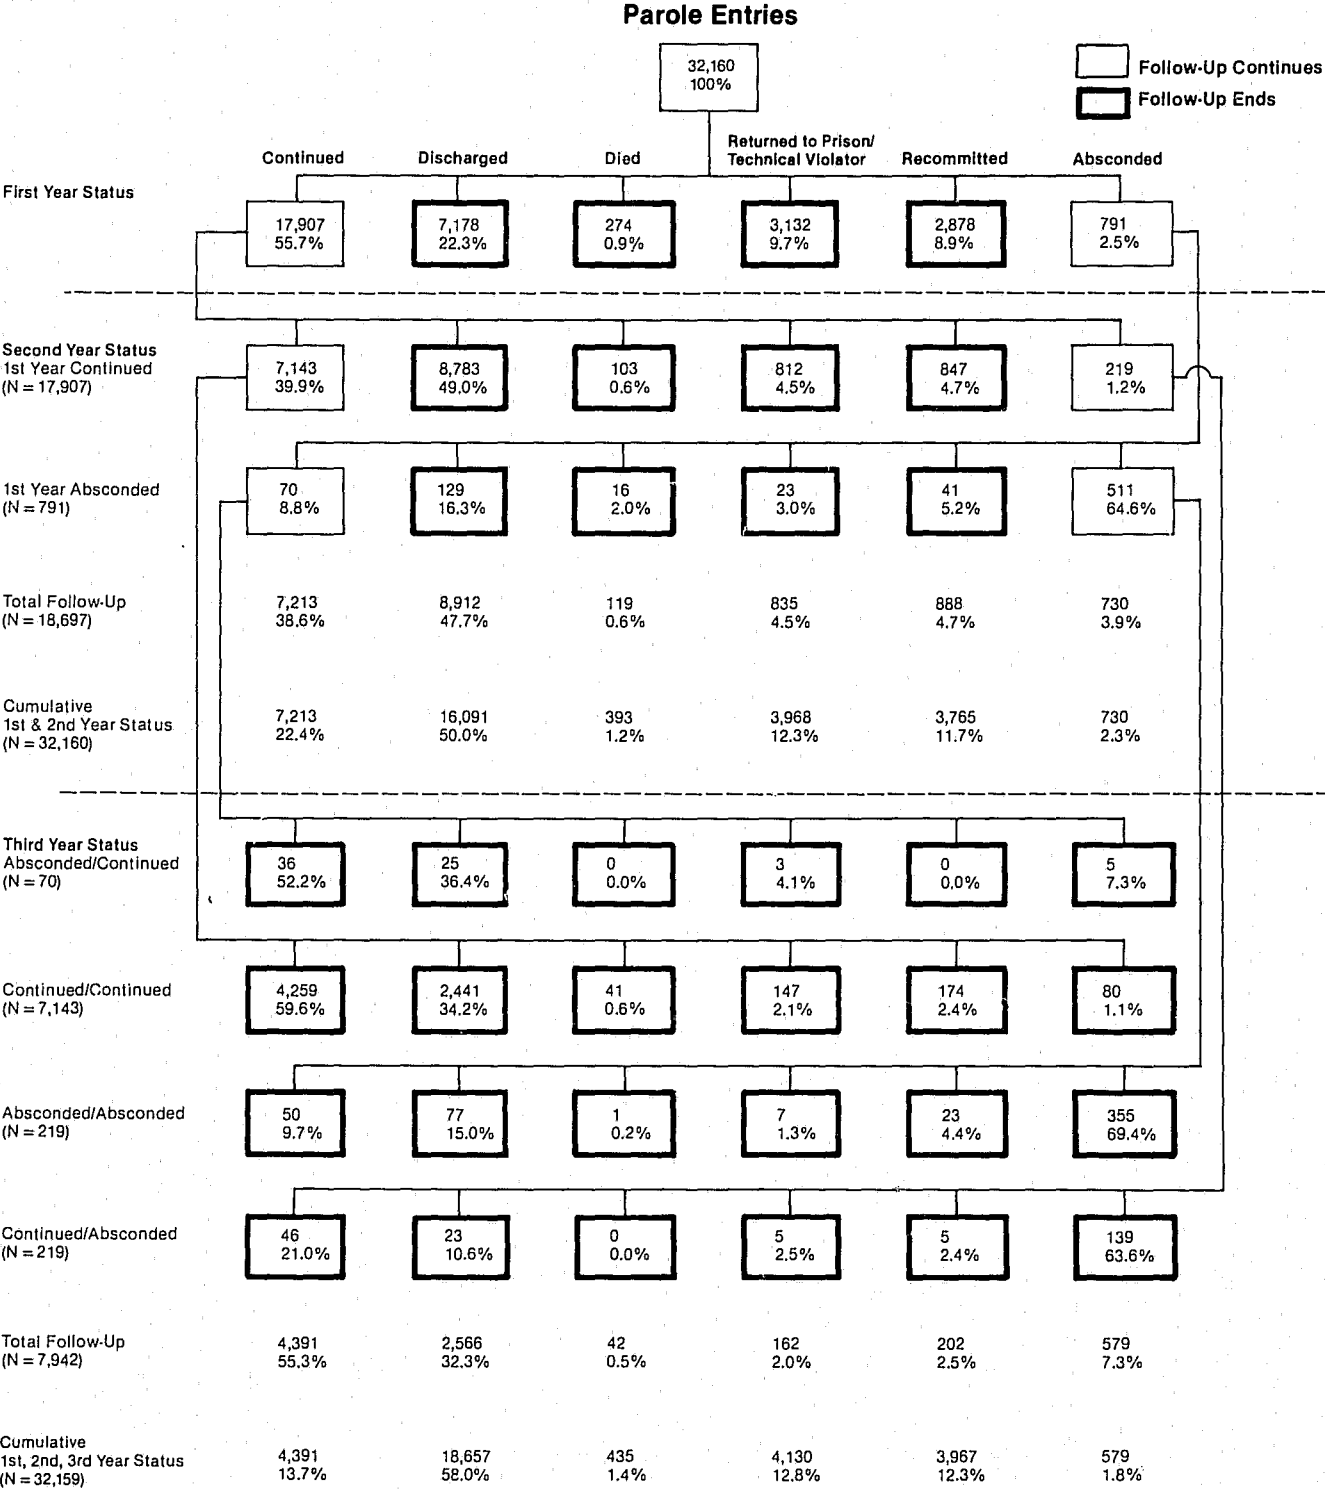 Parole Entries
32,160
100%
Follow-Up Continues
Follow-Up Ends
Continued
Discharged
Died
Returned to Prison/
Technical Violator
Recommitted
Absconded
First Year Status
17,907 7,178 274 3,132 2,878 791
55.7% 22.3% 0.9% 9.7% 8.9% 2.5%
Second Year Status
1st Year Continued
(N = 17,907)
7,143 8,783 103 812 847 219
39.9% 49.0% 0.6% 4.5% 4.7% 1.2%
1st Year Absconded
(N = 791)
70 129 16 23 41 511
8.8% 16.3% 2.0% 3.0% 5.2% 64.6%
Total Follow-Up
(N = 18,697)
7,213 8,912 119 835 888 730
38.6% 47.7% 0.6% 4.5% 4.7% 3.9%
Cumulative
1st & 2nd Year Status
(N = 32,160)
7,213 16,091 393 3,968 3,765 730
22.4% 50.0% 1.2% 12.3% 11.7% 2.3%
Third Year Status
Absconded/Continued
(N = 70)
36 25 0 3 0 5
52.2% 36.4% 0.0% 4.1% 0.0% 7.3%
Continued/Continued
(N = 7,143)
4,259 2,441 41 147 174 80
59.6% 34.2% 0.6% 2.1% 2.4% 1.1%
Absconded/Absconded
(N = 219)
50 77 1 7 23 355
9.7% 15.0% 0.2% 1.3% 4.4% 69.4%
Continued/Absconded
(N = 219)
46 23 0 5 5 139
21.0% 10.6% 0.0% 2.5% 2.4% 63.6%
Total Follow-Up
(N = 7,942)
4,391 2,566 42 162 202 579
55.3% 32.3% 0.5% 2.0% 2.5% 7.3%
Cumulative
1st, 2nd, 3rd Year Status
(N = 32,159)
4,391 18,657 435 4,130 3,967 579
13.7% 58.0% 1.4% 12.8% 12.3% 1.8%